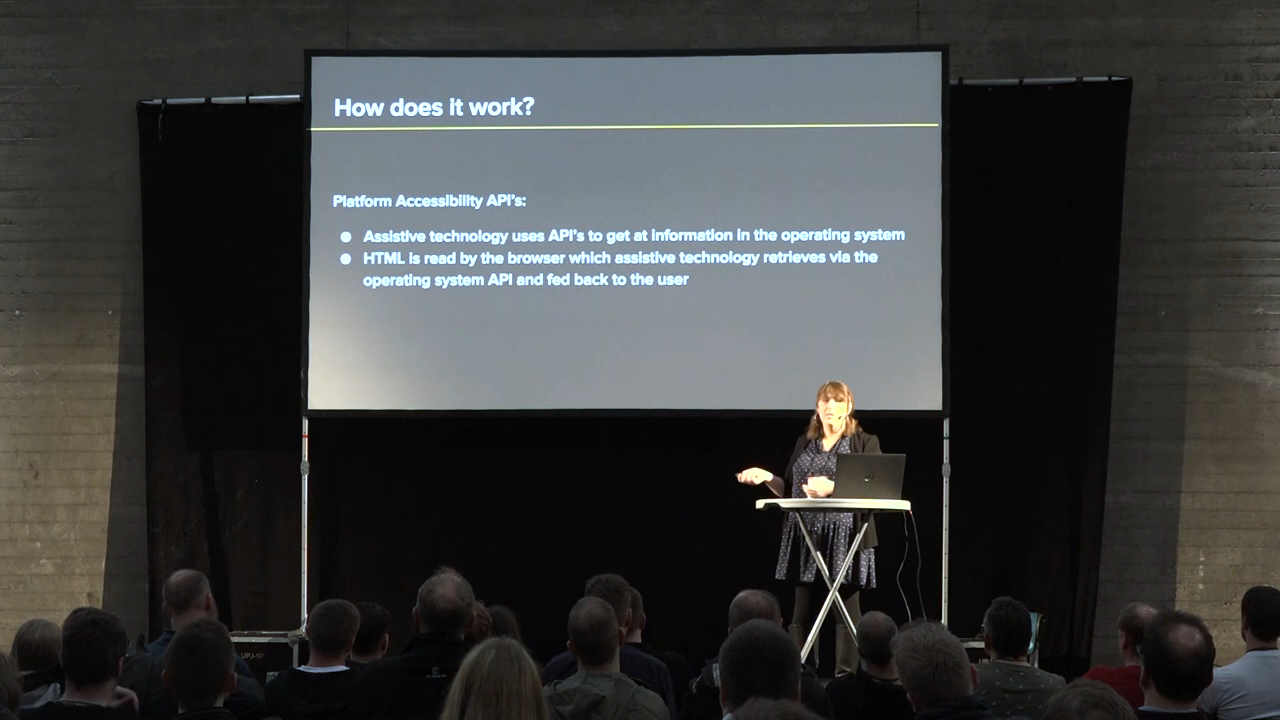 How does it work?
Platform Accessibility API's:
● Assistive technology uses API's to get at information in the operating system
● HTML is read by the browser which assistive technology retrieves via the
operating system API and fed back to the user